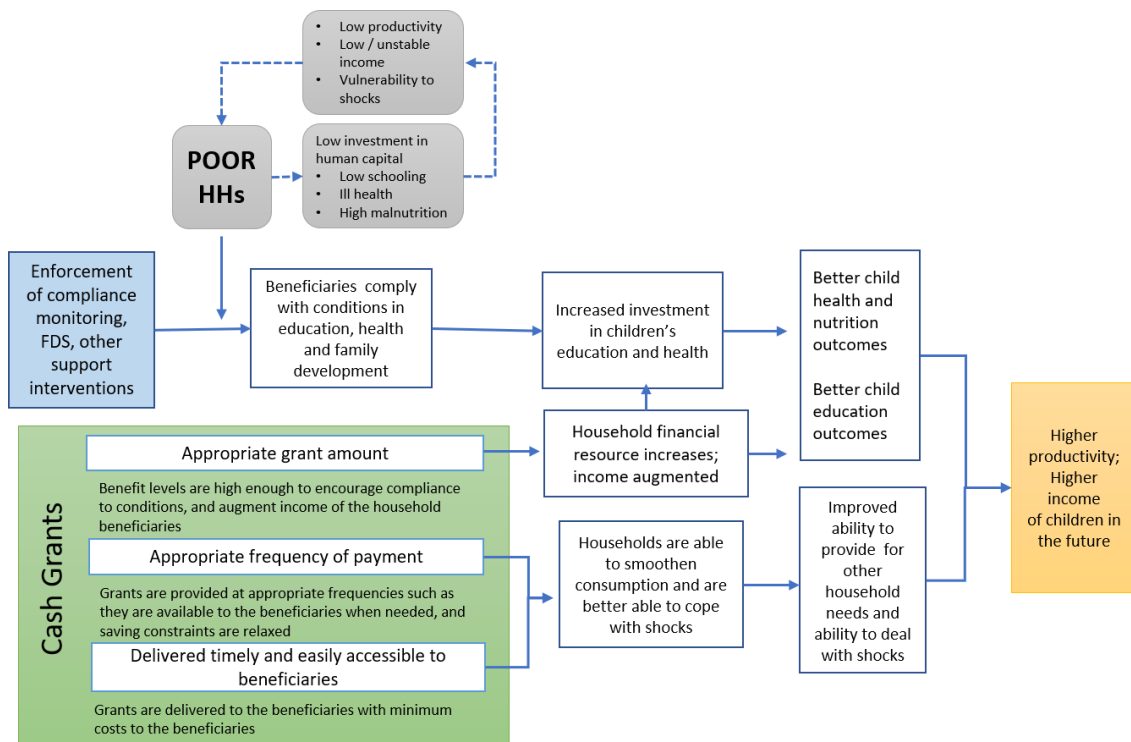 • Low productivity
• Low / unstable
income
• Vulnerability to
shocks
POOR
HHs
Low investment in
human capital
• Low schooling
• Ill health
• High malnutrition
Enforcement
of compliance
monitoring,
FDS, other
support
interventions
Beneficiaries comply
with conditions in
education, health
and family
development
Increased investment
in children's
education and health
Better child
health and
nutrition
outcomes
Better child
education
outcomes
Cash Grants
Appropriate grant amount
Benefit levels are high enough to encourage compliance
to conditions, and augment income of the household
beneficiaries
Appropriate frequency of payment
Grants are provided at appropriate frequencies such as
they are available to the beneficiaries when needed, and
saving constraints are relaxed
Delivered timely and easily accessible to
beneficiaries
Grants are delivered to the beneficiaries with minimum
costs to the beneficiaries
Household financial
resource increases;
income augmented
Households are able
to smoothen
consumption and are
better able to cope
with shocks
Improved
ability to
provide for
other
household
needs and
ability to deal
with shocks
Higher
productivity;
Higher
income
of children in
the future